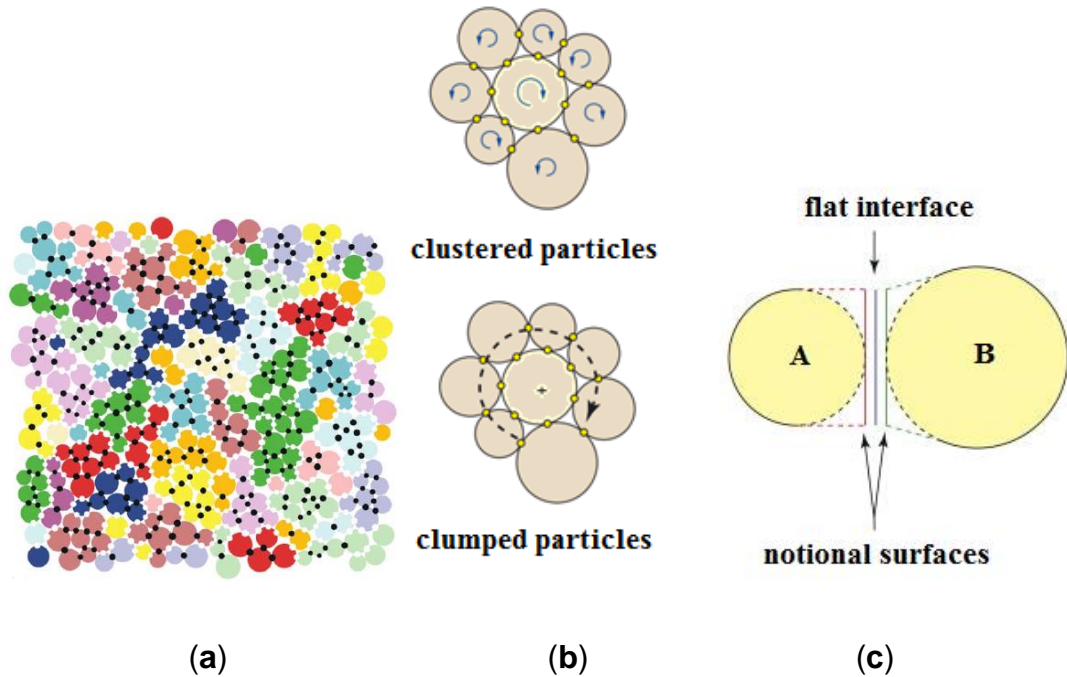 clustered particles
clumped particles
flat interface
A
B
notional surfaces
(a)
(b)
(c)